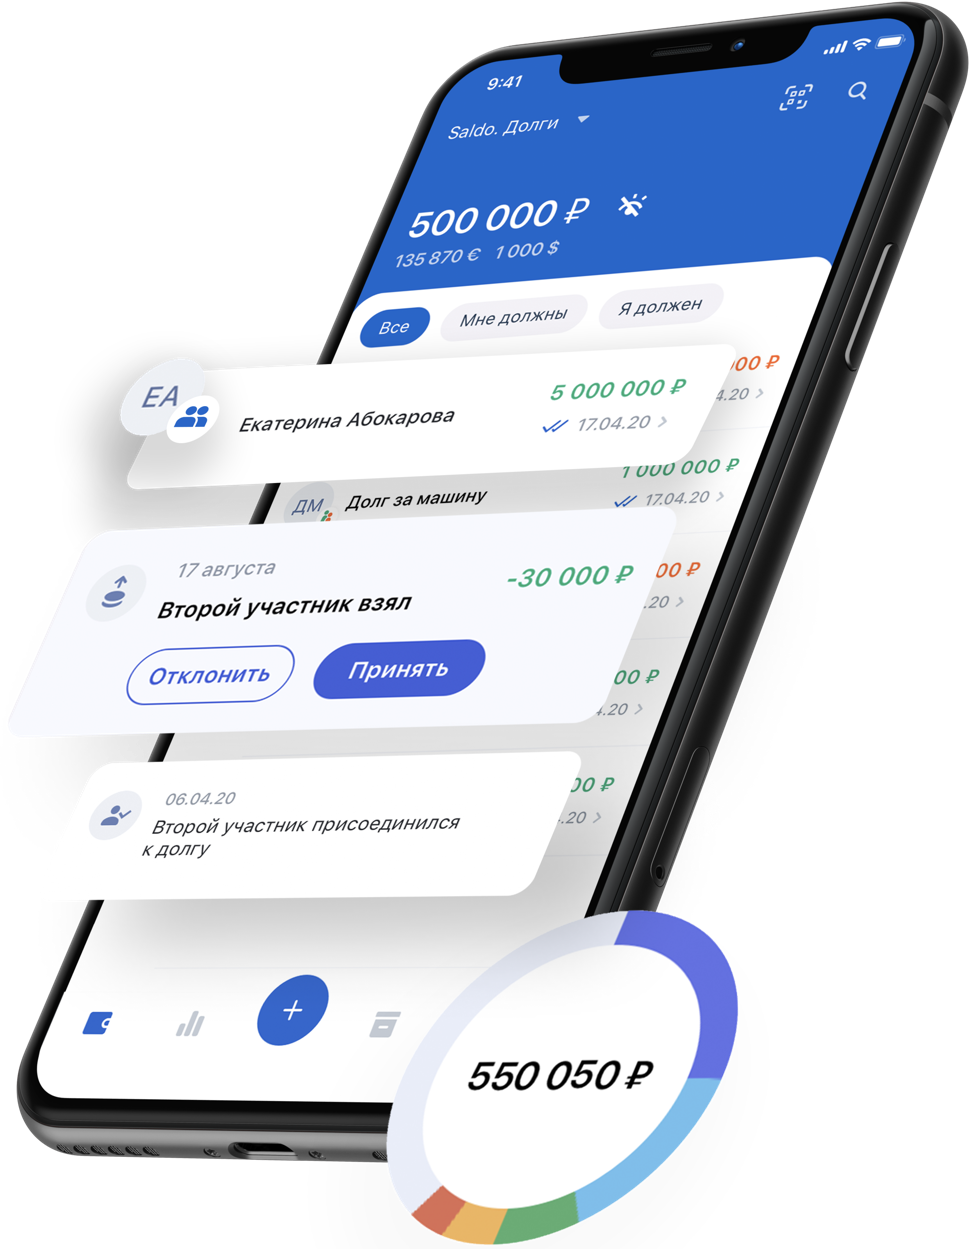 9:41
Saldo. Долги
500 000 ₽
135 870 € 1 000 $
Все Мне должны Я должен
ЕА
Екатерина Абокарова
5 000 000 ₽
17.04.20
00 ₽
4.20
ДМ
Долг за машину
1 000 000 ₽
17.04.20
17 августа
Второй участник взял
-30 000 ₽
Отклонить Принять
00 ₽
.20
00 ₽
4.20
06.04.20
Второй участник присоединился
к долгу
00 ₽
.20
550 050 ₽